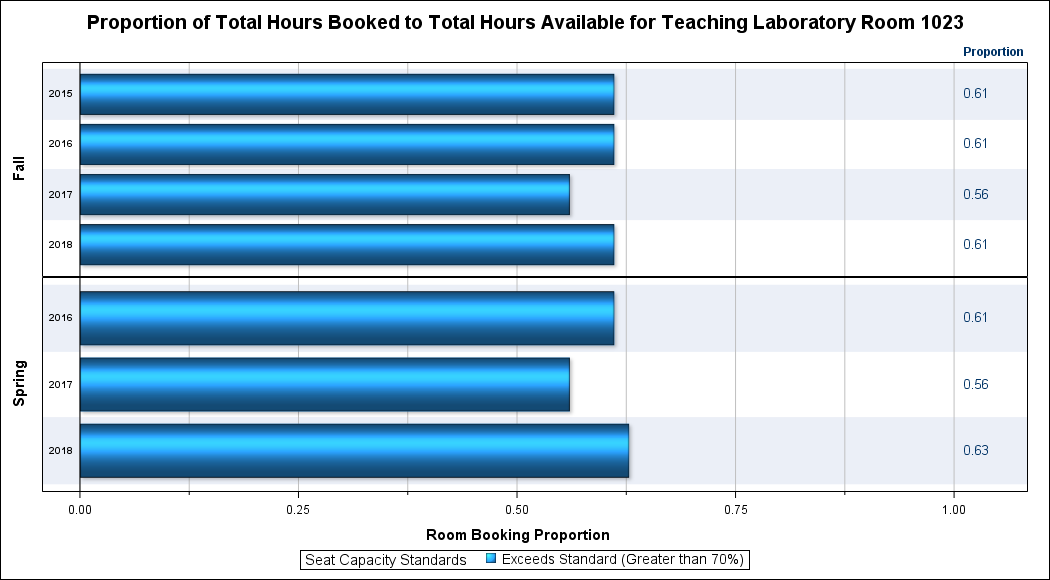 Proportion of Total Hours Booked to Total Hours Available for Teaching Laboratory Room 1023
Proportion
Fall
2015 0.61
2016 0.61
2017 0.56
2018 0.61
Spring
2016 0.61
2017 0.56
2018 0.63
0.00 0.25 0.50 0.75 1.00
Room Booking Proportion
Seat Capacity Standards Exceeds Standard (Greater than 70%)